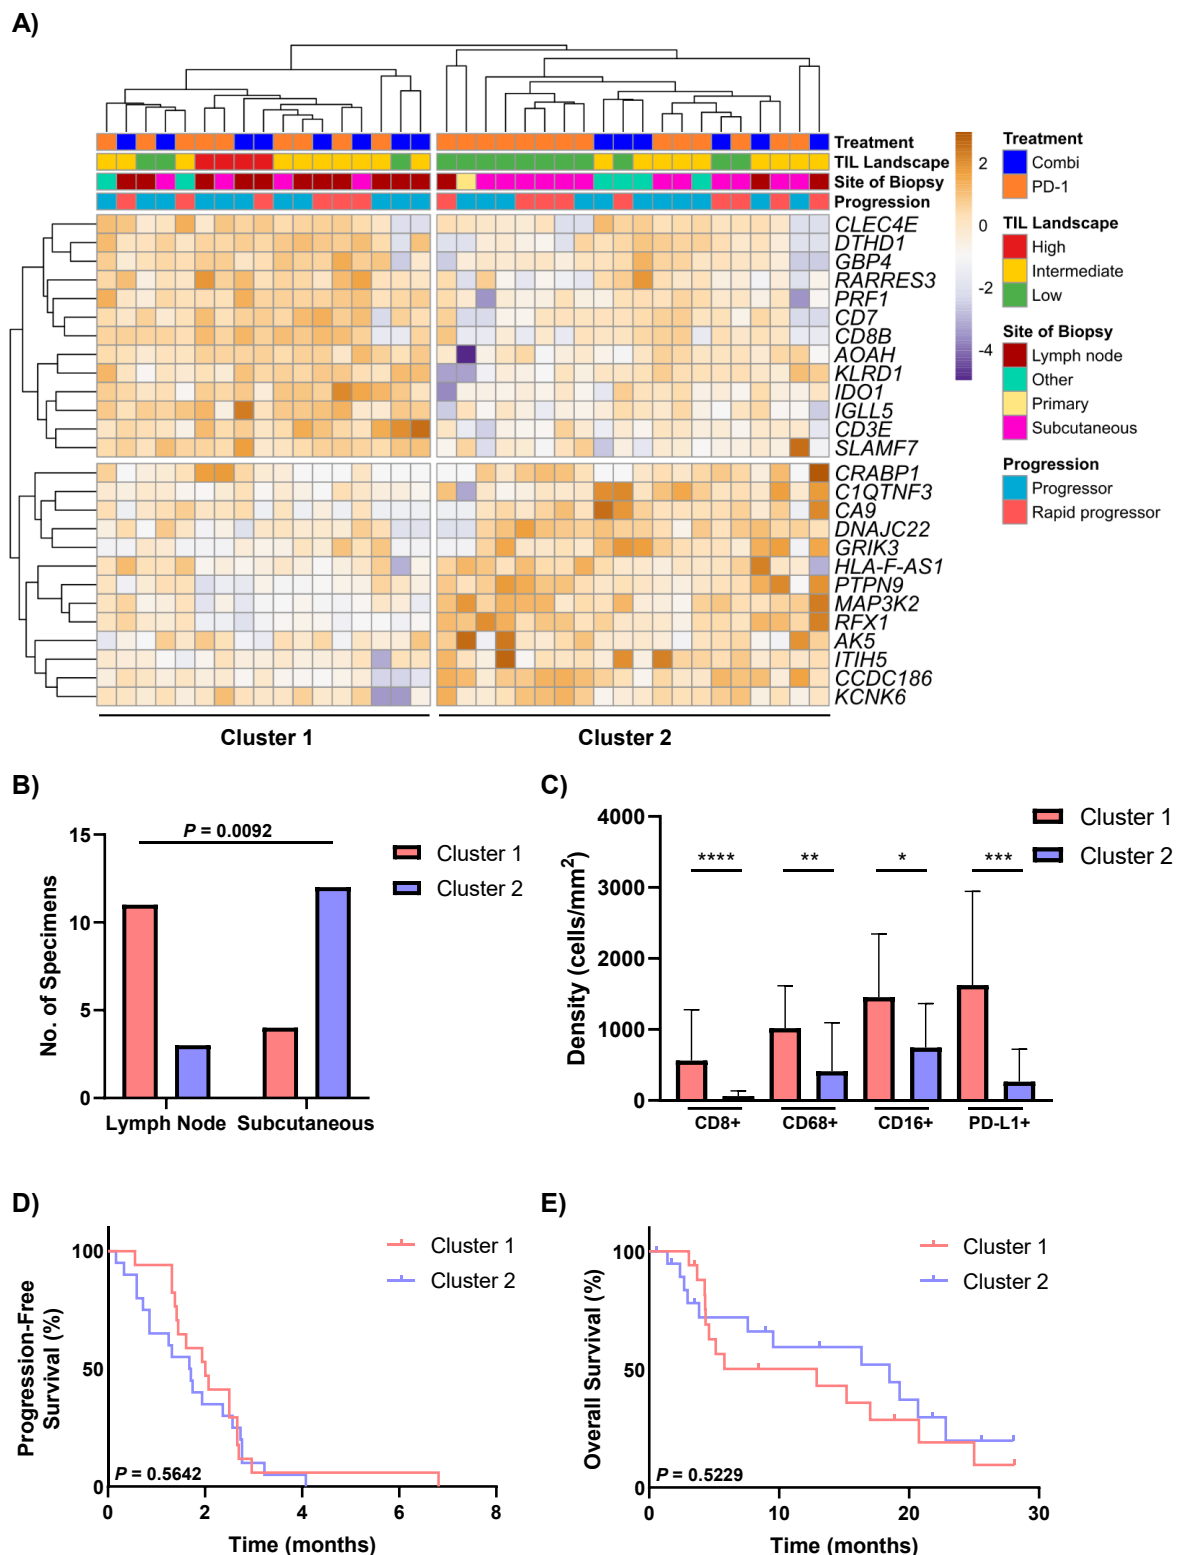 A)
Treatment
TIL Landscape
Site of Biopsy
Progression
CLEC4E
DTHD1
GBP4
RARRES3
PRF1
CD7
CD8B
AOAH
KLRD1
IDO1
IGLL5
CD3E
SLAMF7
CRABP1
C1QTNF3
CA9
DNAJC22
GRIK3
HLA-F-AS1
PTPN9
MAP3K2
RFX1
AK5
ITIH5
CCDC186
KCNK6
2
0
-2
-4
Treatment
Combi
PD-1
TIL Landscape
High
Intermediate
Low
Site of Biopsy
Lymph node
Other
Primary
Subcutaneous
Progression
Progressor
Rapid progressor
Cluster 1
Cluster 2
B)
No. of Specimens
15
10
5
0
P = 0.0092
Lymph Node
Subcutaneous
Cluster 1
Cluster 2
C)
Density (cells/mm2)
4000
3000
2000
1000
0
****
**
*
***
CD8+
CD68+
CD16+
PD-L1+
Cluster 1
Cluster 2
D)
Progression-Free
Survival (%)
100
50
0
P = 0.5642
0
2
4
6
8
Time (months)
Cluster 1
Cluster 2
E)
Overall Survival (%)
100
50
0
P = 0.5229
0
10
20
30
Time (months)
Cluster 1
Cluster 2